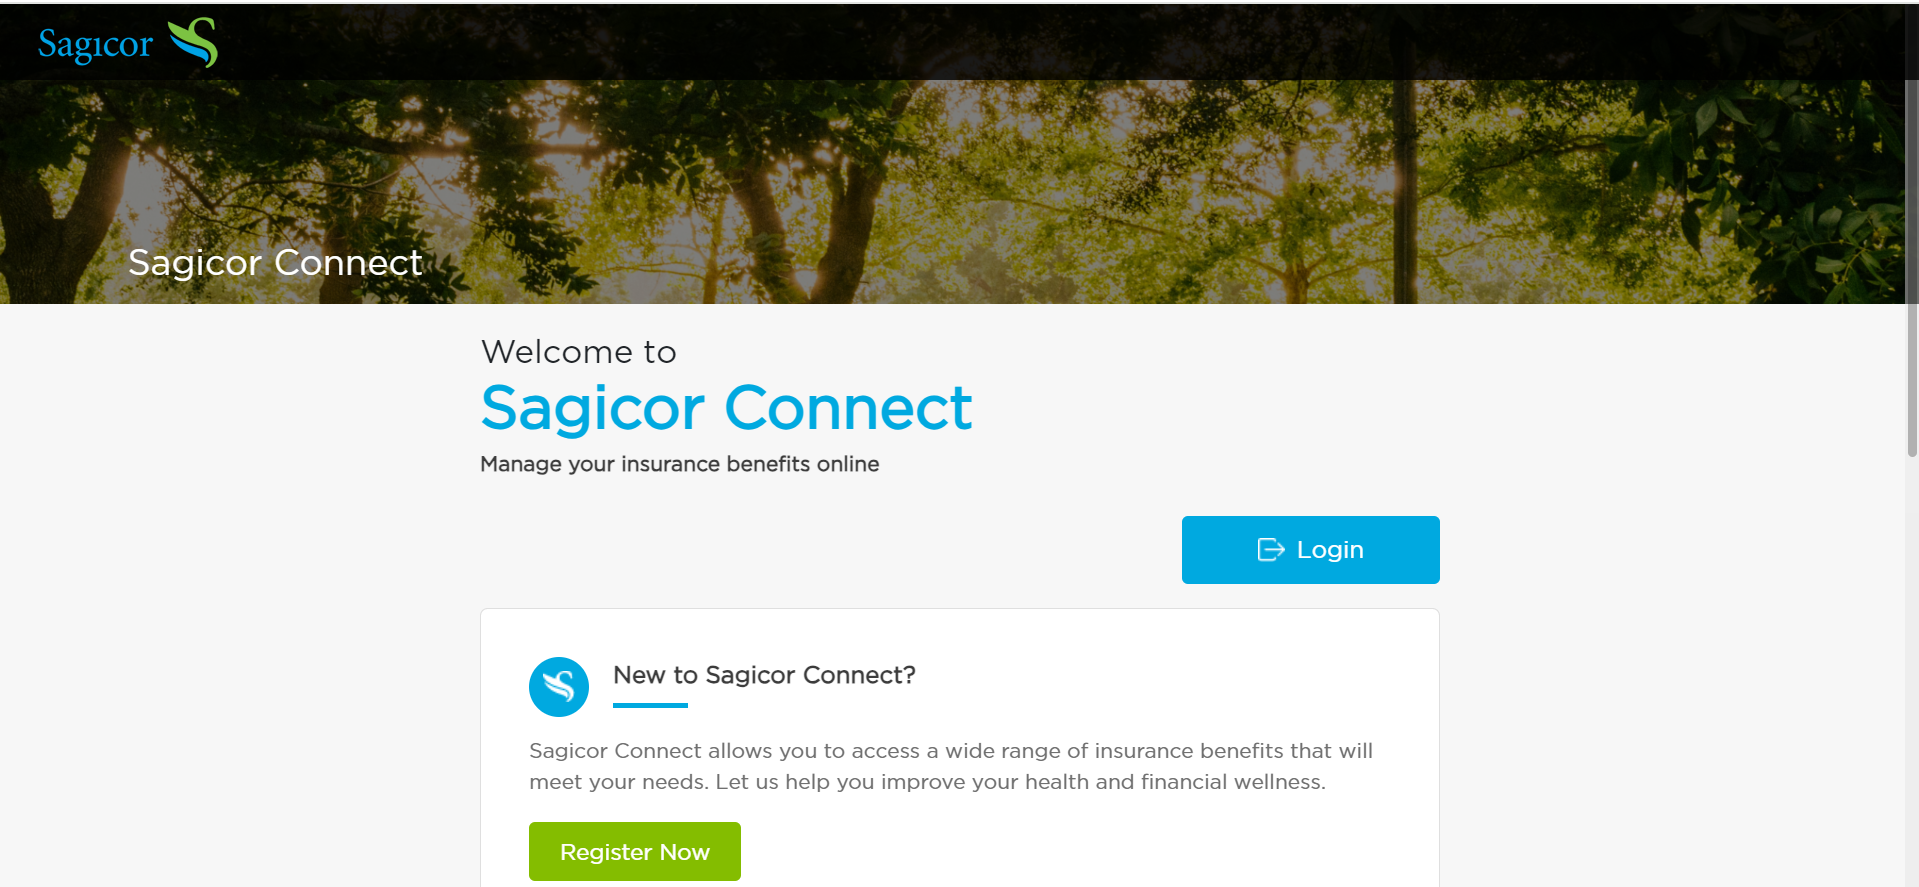 Sagicor
Sagicor Connect
Welcome to
Sagicor Connect
Manage your insurance benefits online
Login
New to Sagicor Connect?
Sagicor Connect allows you to access a wide range of insurance benefits that will
meet your needs. Let us help you improve your health and financial wellness.
Register Now